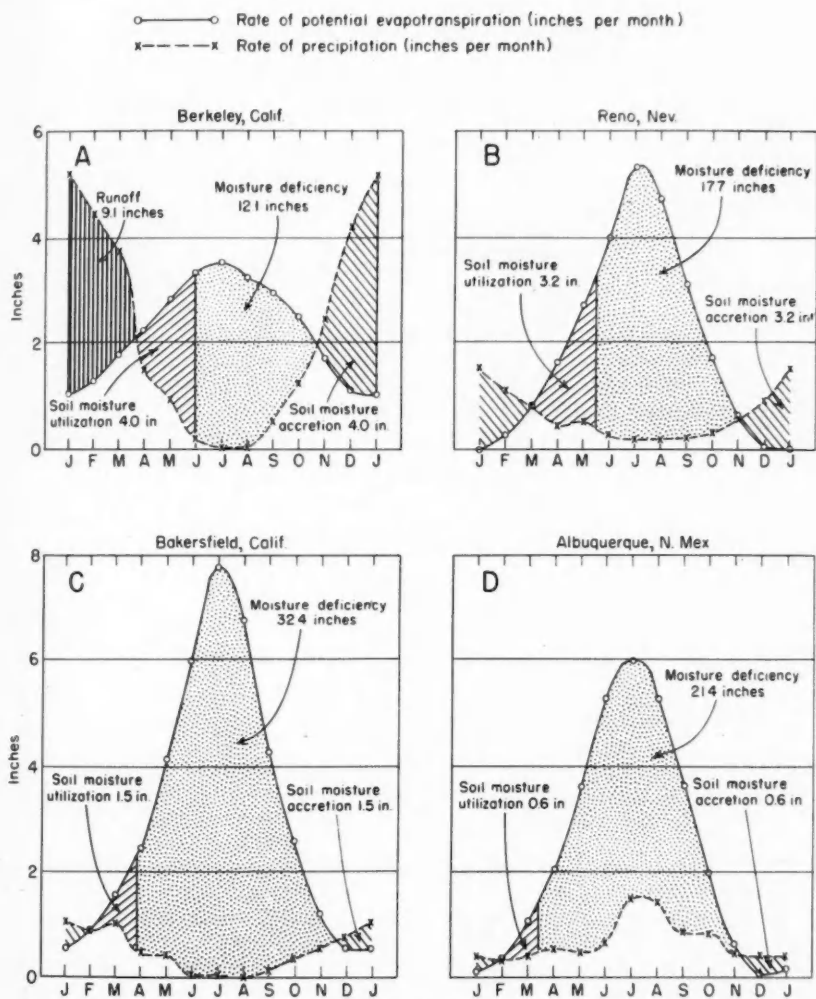 Rate of potential evapotranspiration (inches per month)
Rate of precipitation (inches per month)
Berkeley, Calif.
A
Runoff
9.1 inches
Moisture deficiency
12.1 inches
Soil moisture
utilization 4.0 in
Soil moisture
accretion 4.0 in.
Inches
6
4
2
0
J F M A M J J A S O N D J
Reno, Nev.
B
Moisture deficiency
17.7 inches
Soil moisture
utilization 3.2 in.
Soil moisture
accretion 3.2 in.
J F M A M J J A S O N D J
Bakersfield, Calif.
C
Moisture deficiency
32.4 inches
Soil moisture
utilization 1.5 in.
Soil moisture
accretion 1.5 in.
Inches
8
6
4
2
0
J F M A M J J A S O N D J
Albuquerque, N. Mex
D
Moisture deficiency
21.4 inches
Soil moisture
utilization 0.6 in
Soil moisture
accretion 0.6 in.
J F M A M J J A S O N D J